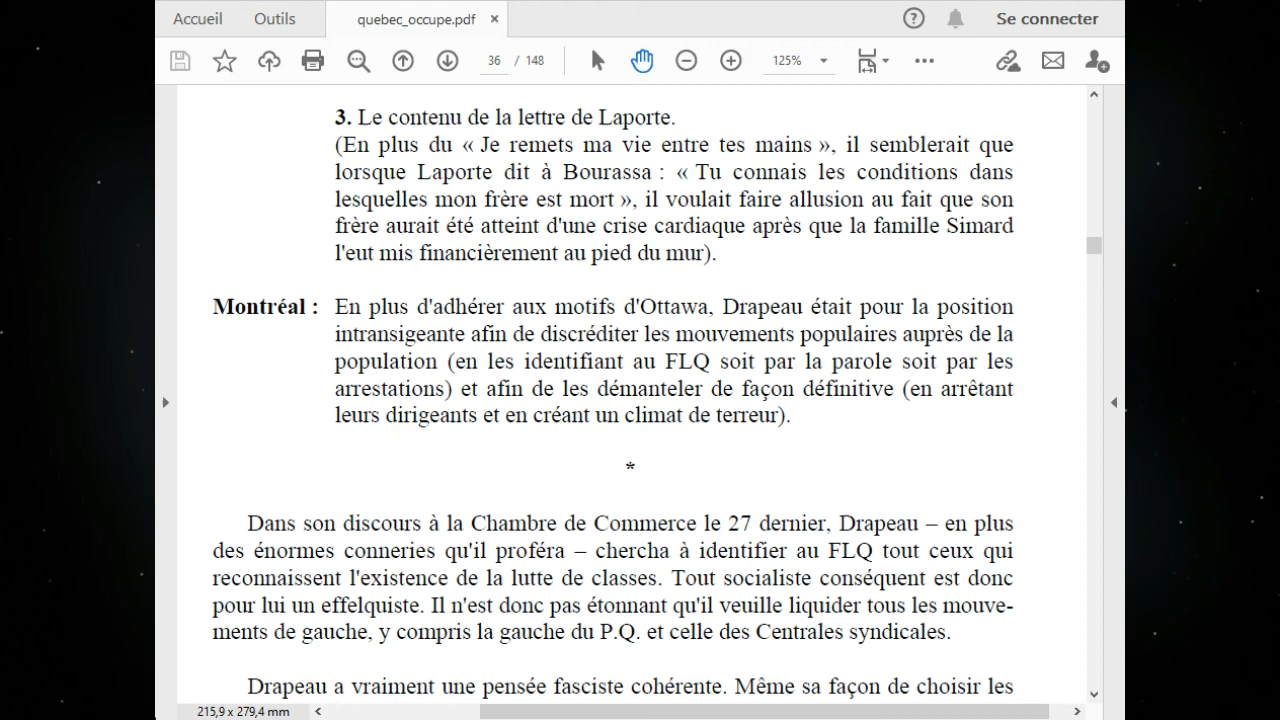 Accueil Outils quebec_occupe.pdf × Se connecter
36 / 148 125%
3. Le contenu de la lettre de Laporte.
(En plus du « Je remets ma vie entre tes mains », il semblerait que
lorsque Laporte dit à Bourassa : « Tu connais les conditions dans
lesquelles mon frère est mort », il voulait faire allusion au fait que son
frère aurait été atteint d'une crise cardiaque après que la famille Simard
l'eut mis financièrement au pied du mur).
Montréal : En plus d'adhérer aux motifs d'Ottawa, Drapeau était pour la position
intransigeante afin de discréditer les mouvements populaires auprès de la
population (en les identifiant au FLQ soit par la parole soit par les
arrestations) et afin de les démanteler de façon définitive (en arrêtant
leurs dirigeants et en créant un climat de terreur).
*
Dans son discours à la Chambre de Commerce le 27 dernier, Drapeau – en plus
des énormes conneries qu'il proféra – chercha à identifier au FLQ tout ceux qui
reconnaissent l'existence de la lutte de classes. Tout socialiste conséquent est donc
pour lui un effelquiste. Il n'est donc pas étonnant qu'il veuille liquider tous les mouve-
ments de gauche, y compris la gauche du P.Q. et celle des Centrales syndicales.
Drapeau a vraiment une pensée fasciste cohérente. Même sa façon de choisir les
215,9 x 279,4 mm